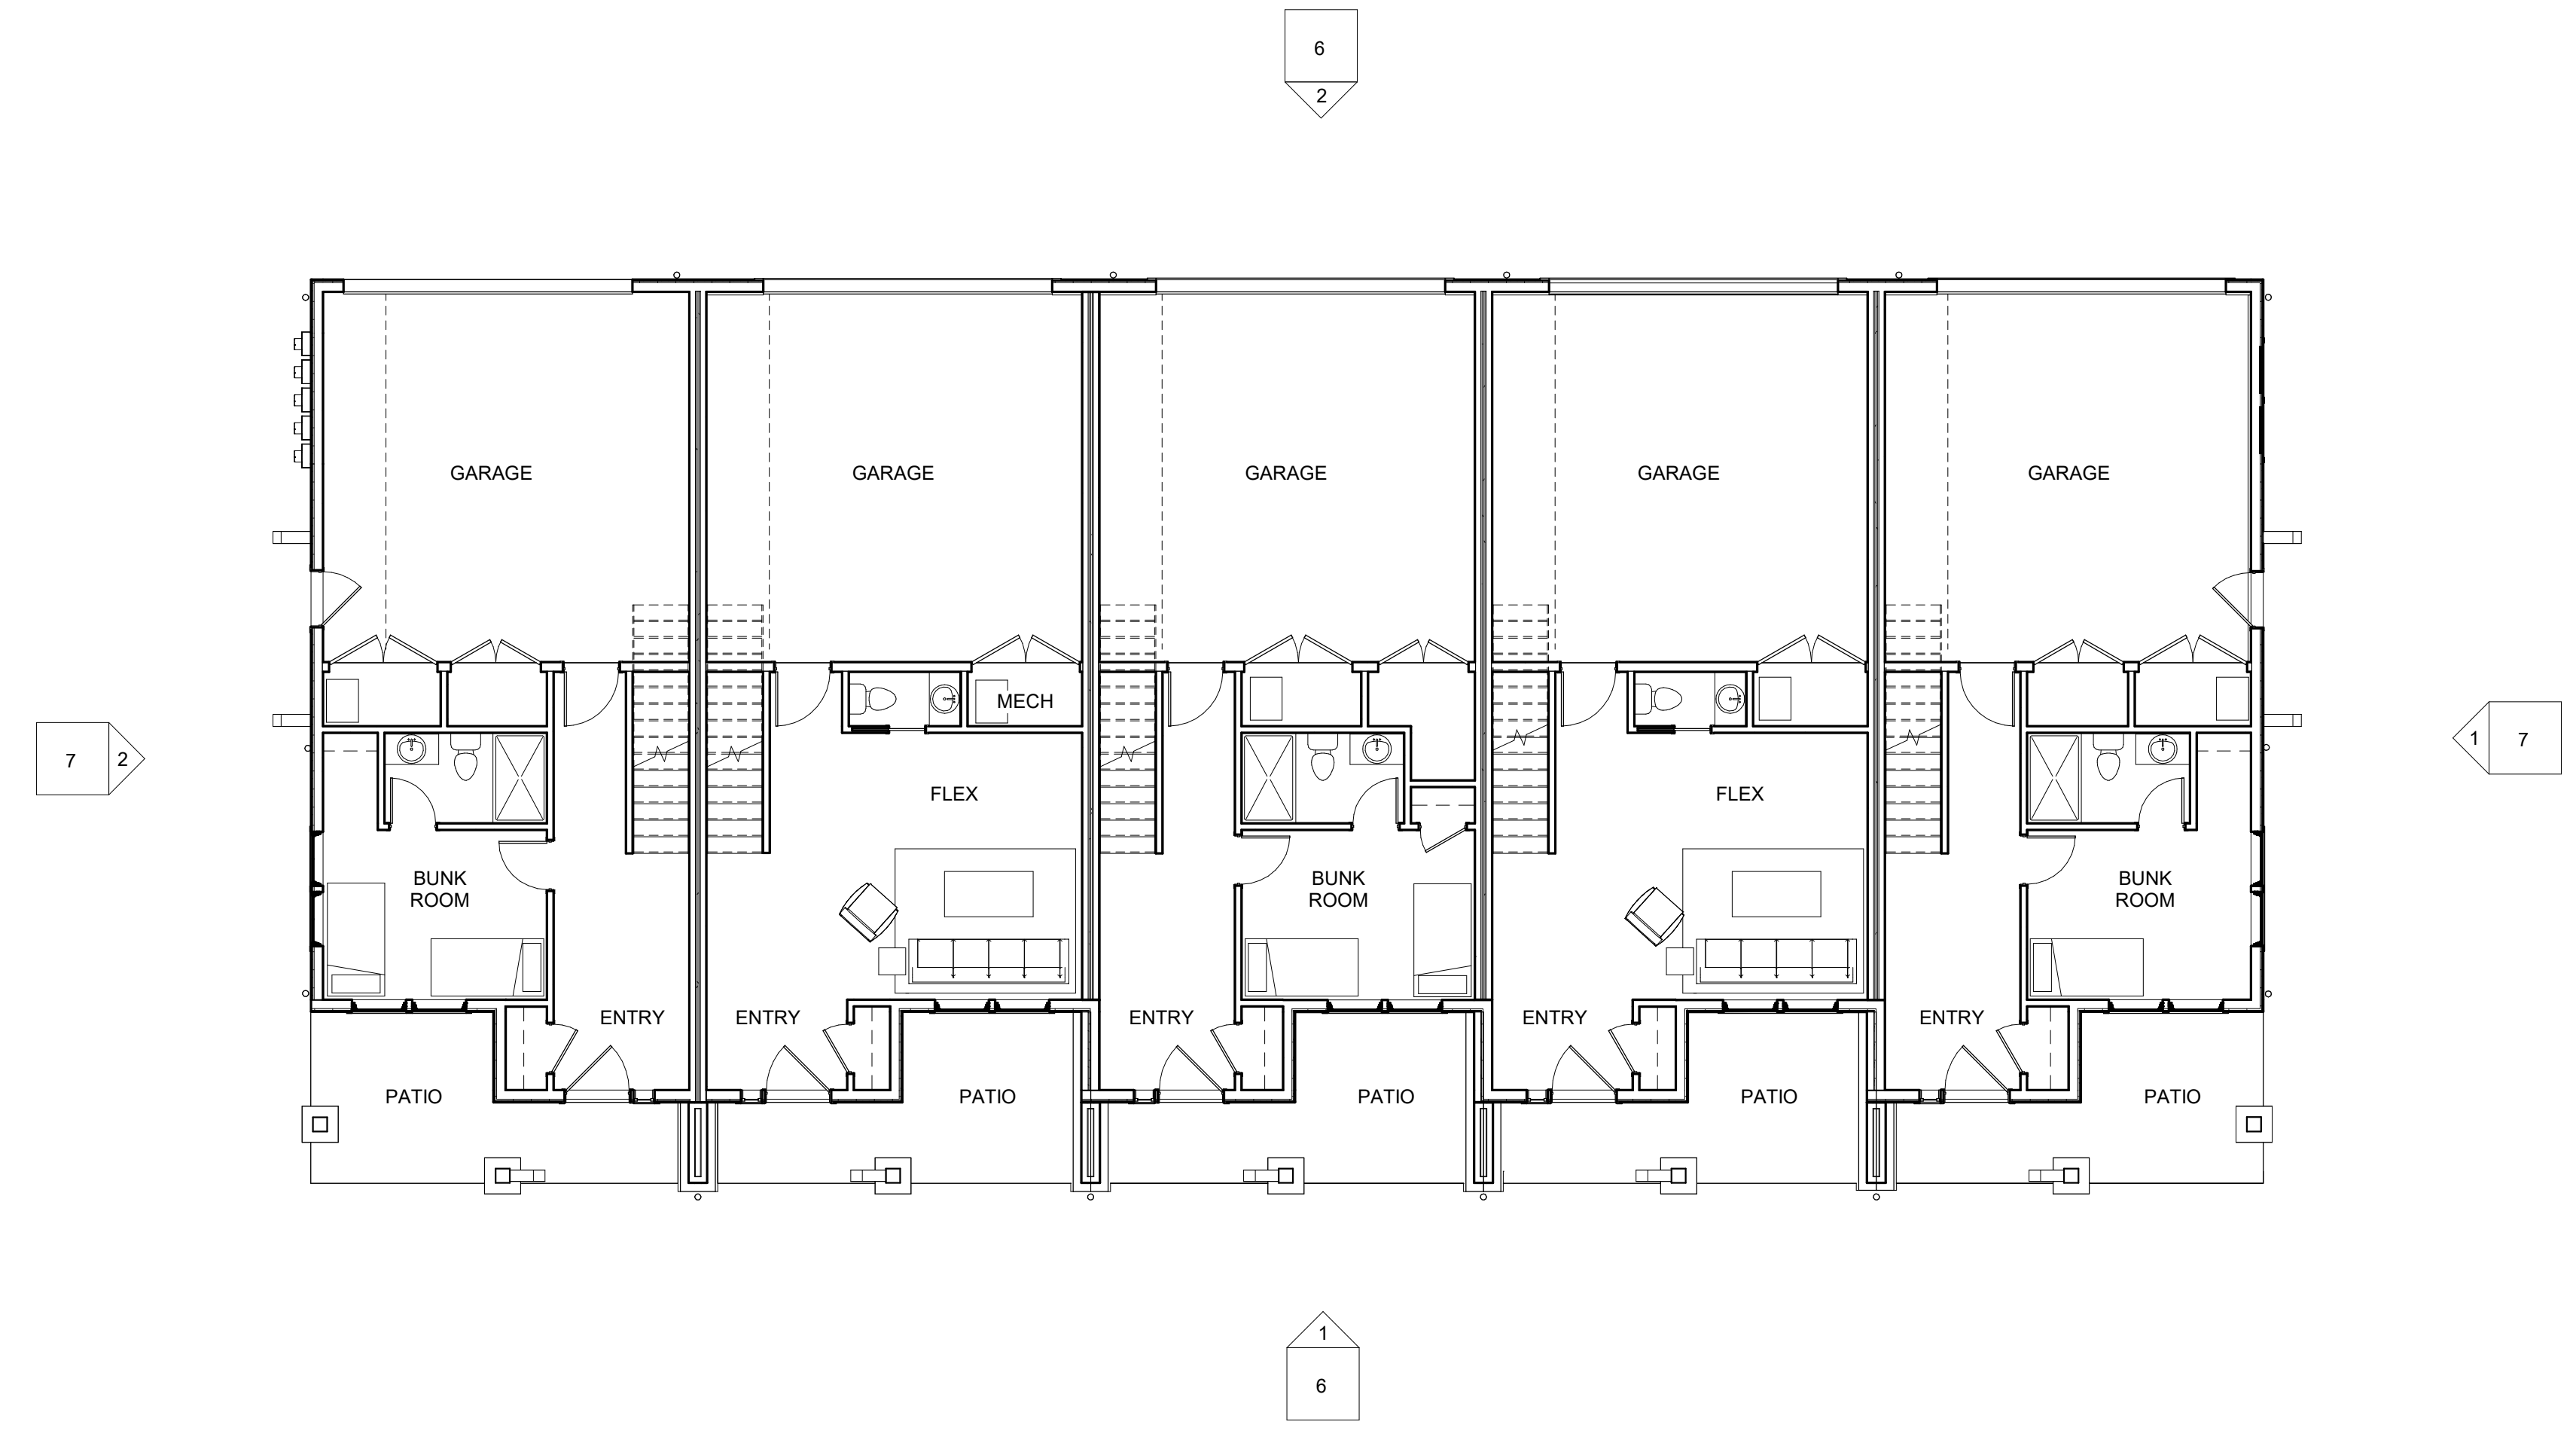 6
2
GARAGE
GARAGE
GARAGE
GARAGE
GARAGE
MECH
7
2
1
7
FLEX
FLEX
BUNK
ROOM
BUNK
ROOM
BUNK
ROOM
ENTRY
ENTRY
ENTRY
ENTRY
ENTRY
PATIO
PATIO
PATIO
PATIO
PATIO
1
6